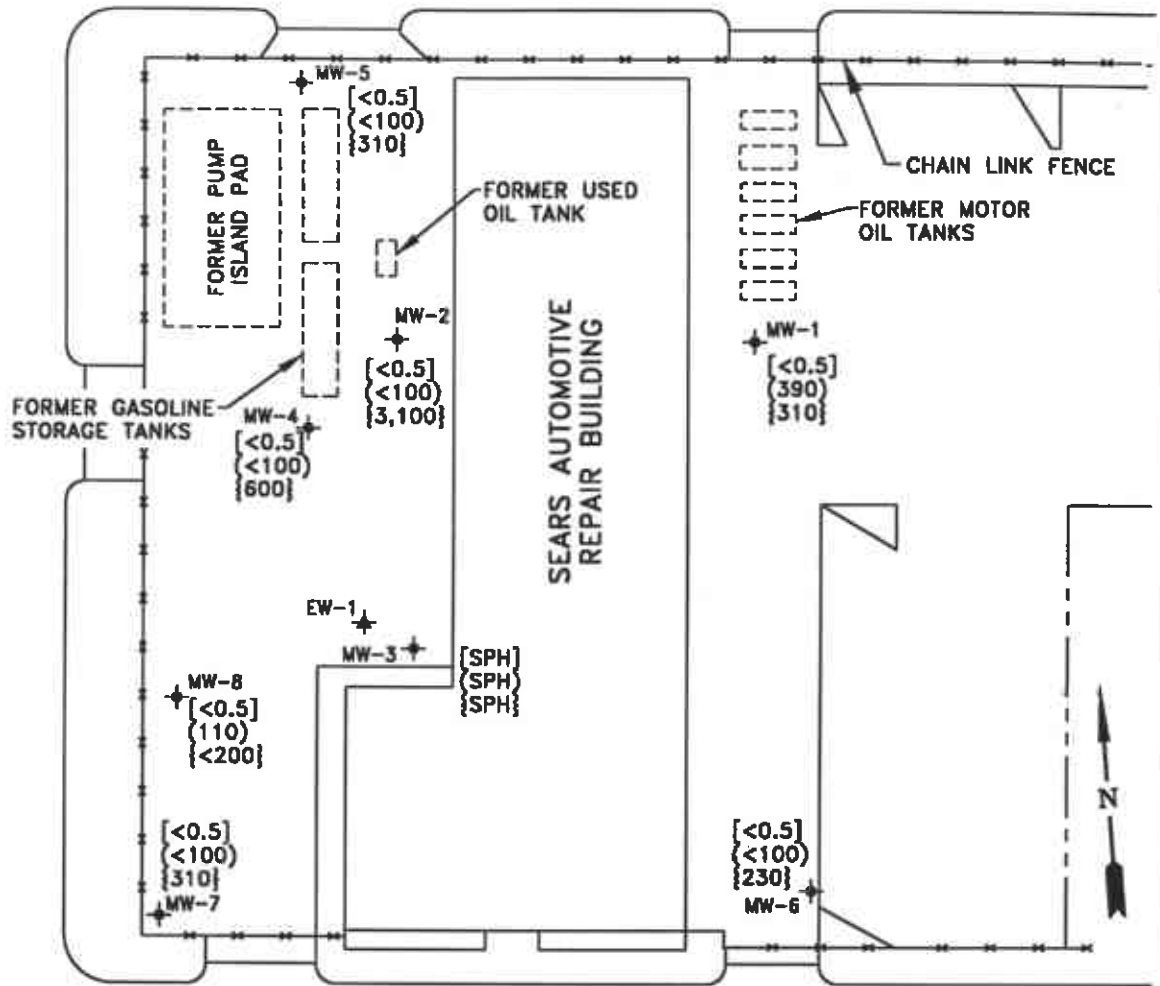 MW-5
[<0.5]
(<100)
{310}
FORMER PUMP
ISLAND PAD
FORMER USED
OIL TANK
CHAIN LINK FENCE
FORMER MOTOR
OIL TANKS
MW-2
[<0.5]
(<100)
{3,100}
MW-1
[<0.5]
(390)
{310}
FORMER GASOLINE
STORAGE TANKS
MW-4
[<0.5]
(<100)
{600}
SEARS AUTOMOTIVE
REPAIR BUILDING
EW-1
MW-3
[SPH]
(SPH)
{SPH}
MW-8
[<0.5]
(110)
{<200}
N
[<0.5]
(<100)
{310}
MW-7
[<0.5]
(<100)
{230}
MW-6